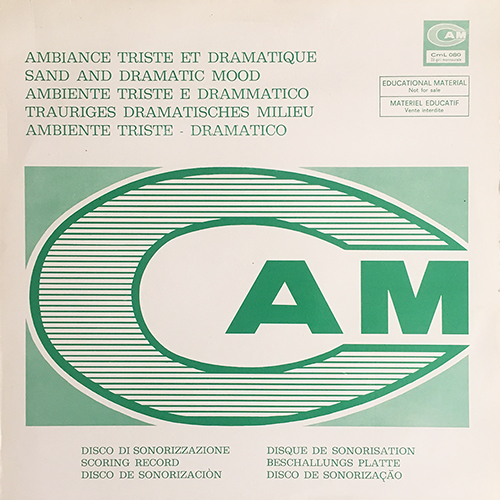 AMBIANCE TRISTE ET DRAMATIQUE
SAND AND DRAMATIC MOOD
AMBIENTE TRISTE E DRAMMATICO
TRAURIGES DRAMATISCHES MILIEU
AMBIENTE TRISTE - DRAMATICO
CAM
CmL 080
EDUCATIONAL MATERIAL
Not for sale
MATERIEL EDUCATIF
Vente interdite
CAM
DISCO DI SONORIZZAZIONE
SCORING RECORD
DISCO DE SONORIZACIÒN
DISQUE DE SONORISATION
BESCHALLUNGS PLATTE
DISCO DE SONORIZAÇÃO